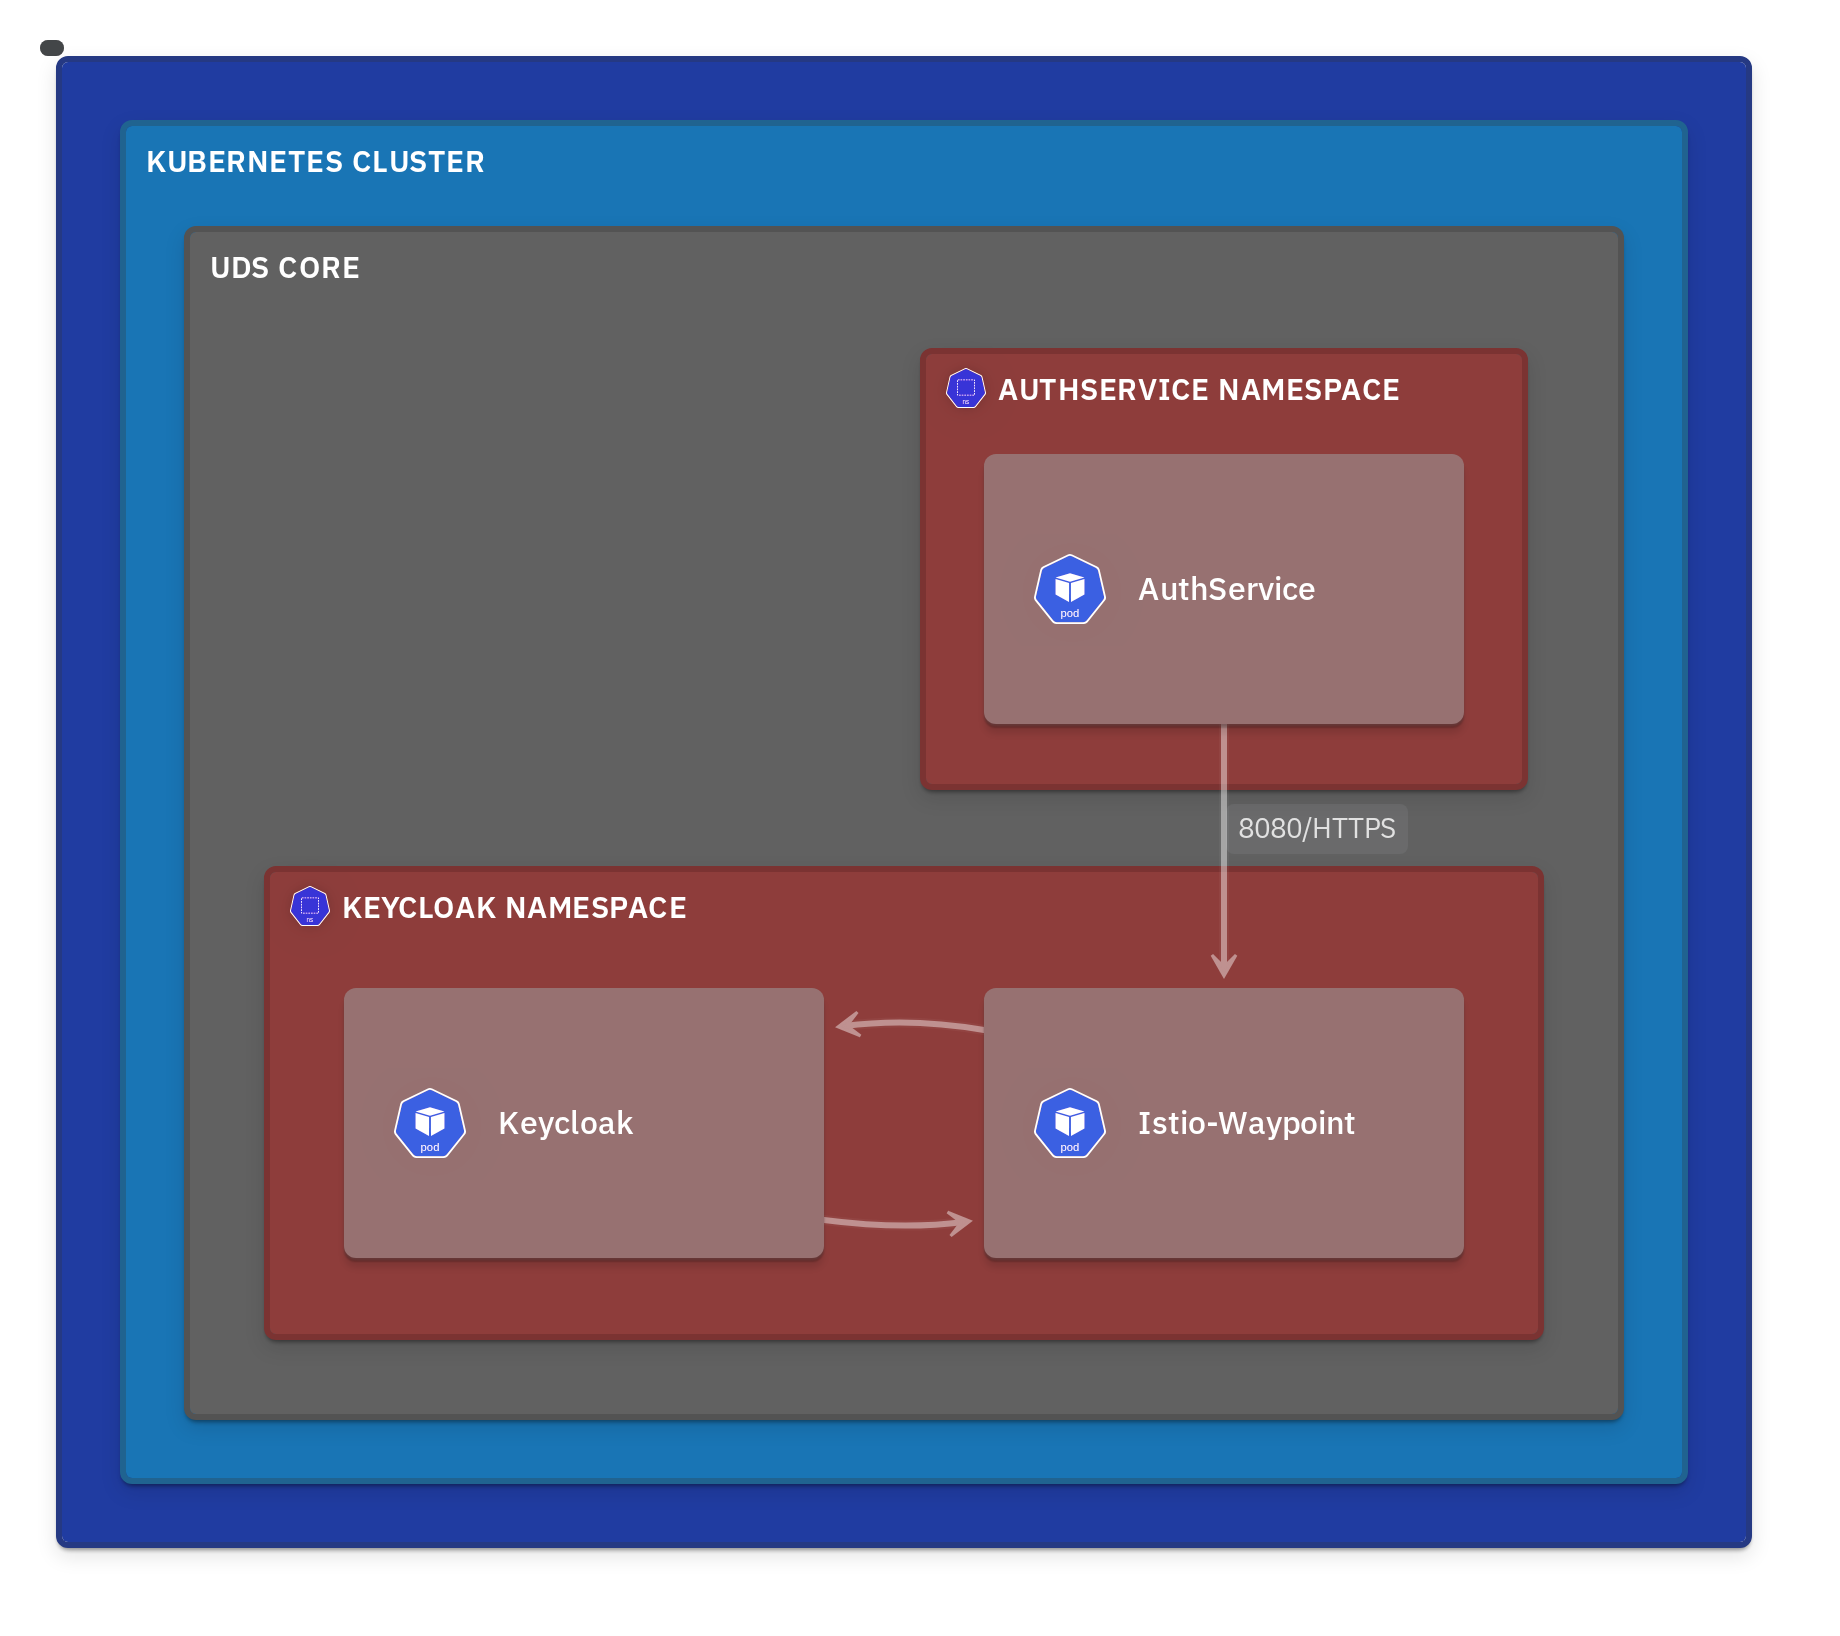 KUBERNETES CLUSTER
UDS CORE
ns
AUTHSERVICE NAMESPACE
pod
AuthService
8080/HTTPS
ns
KEYCLOAK NAMESPACE
pod
Keycloak
pod
Istio-Waypoint